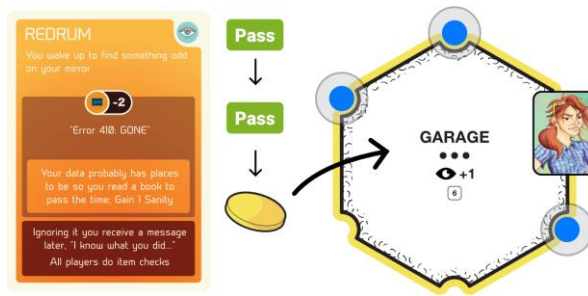 REDRUM
You wake up to find something odd
on your mirror
-2
"Error 410: GONE"
Your data probably has places
to be so you read a book to
pass the time; Gain 1 Sanity
Ignoring it you receive a message
later, "I know what you did..."
All players do item checks
Pass
Pass
GARAGE
+1
6